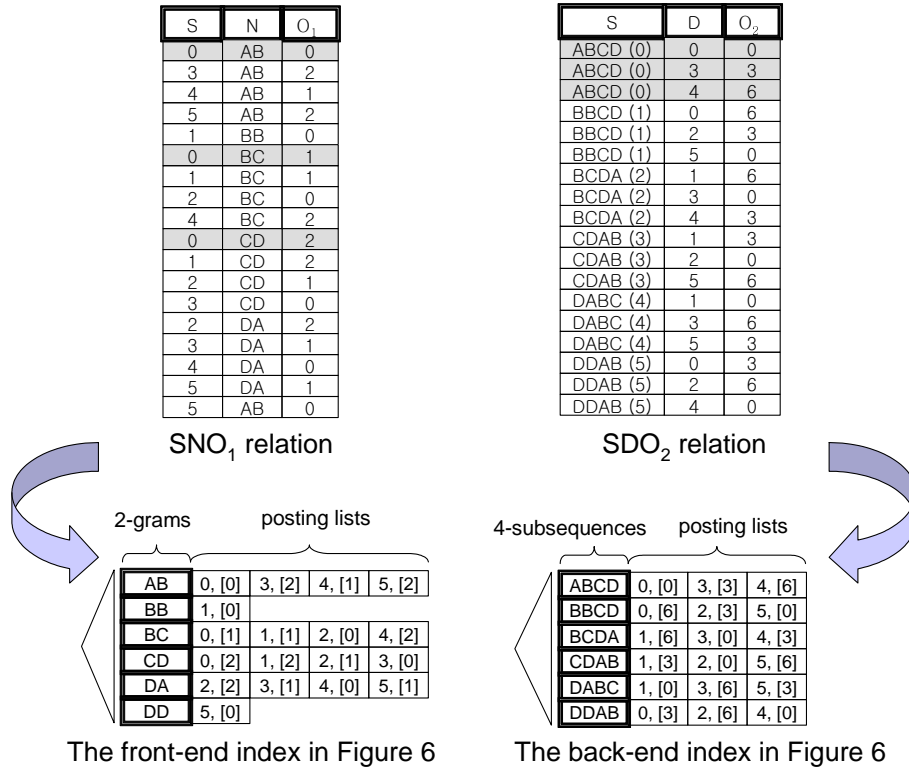 S N O1
0 AB 0
3 AB 2
4 AB 1
5 AB 2
1 BB 0
0 BC 1
1 BC 1
2 BC 0
4 BC 2
0 CD 2
1 CD 2
2 CD 1
3 CD 0
2 DA 2
3 DA 1
4 DA 0
5 DA 1
5 AB 0
SNO1 relation
S D O2
ABCD (0) 0 0
ABCD (0) 3 3
ABCD (0) 4 6
BBCD (1) 0 6
BBCD (1) 2 3
BBCD (1) 5 0
BCDA (2) 1 6
BCDA (2) 3 0
BCDA (2) 4 3
CDAB (3) 1 3
CDAB (3) 2 0
CDAB (3) 5 6
DABC (4) 1 0
DABC (4) 3 6
DABC (4) 5 3
DDAB (5) 0 3
DDAB (5) 2 6
DDAB (5) 4 0
SDO2 relation
2-grams posting lists
AB 0, [0] 3, [2] 4, [1] 5, [2]
BB 1, [0]
BC 0, [1] 1, [1] 2, [0] 4, [2]
CD 0, [2] 1, [2] 2, [1] 3, [0]
DA 2, [2] 3, [1] 4, [0] 5, [1]
DD 5, [0]
The front-end index in Figure 6
4-subsequences posting lists
ABCD 0, [0] 3, [3] 4, [6]
BBCD 0, [6] 2, [3] 5, [0]
BCDA 1, [6] 3, [0] 4, [3]
CDAB 1, [3] 2, [0] 5, [6]
DABC 1, [0] 3, [6] 5, [3]
DDAB 0, [3] 2, [6] 4, [0]
The back-end index in Figure 6